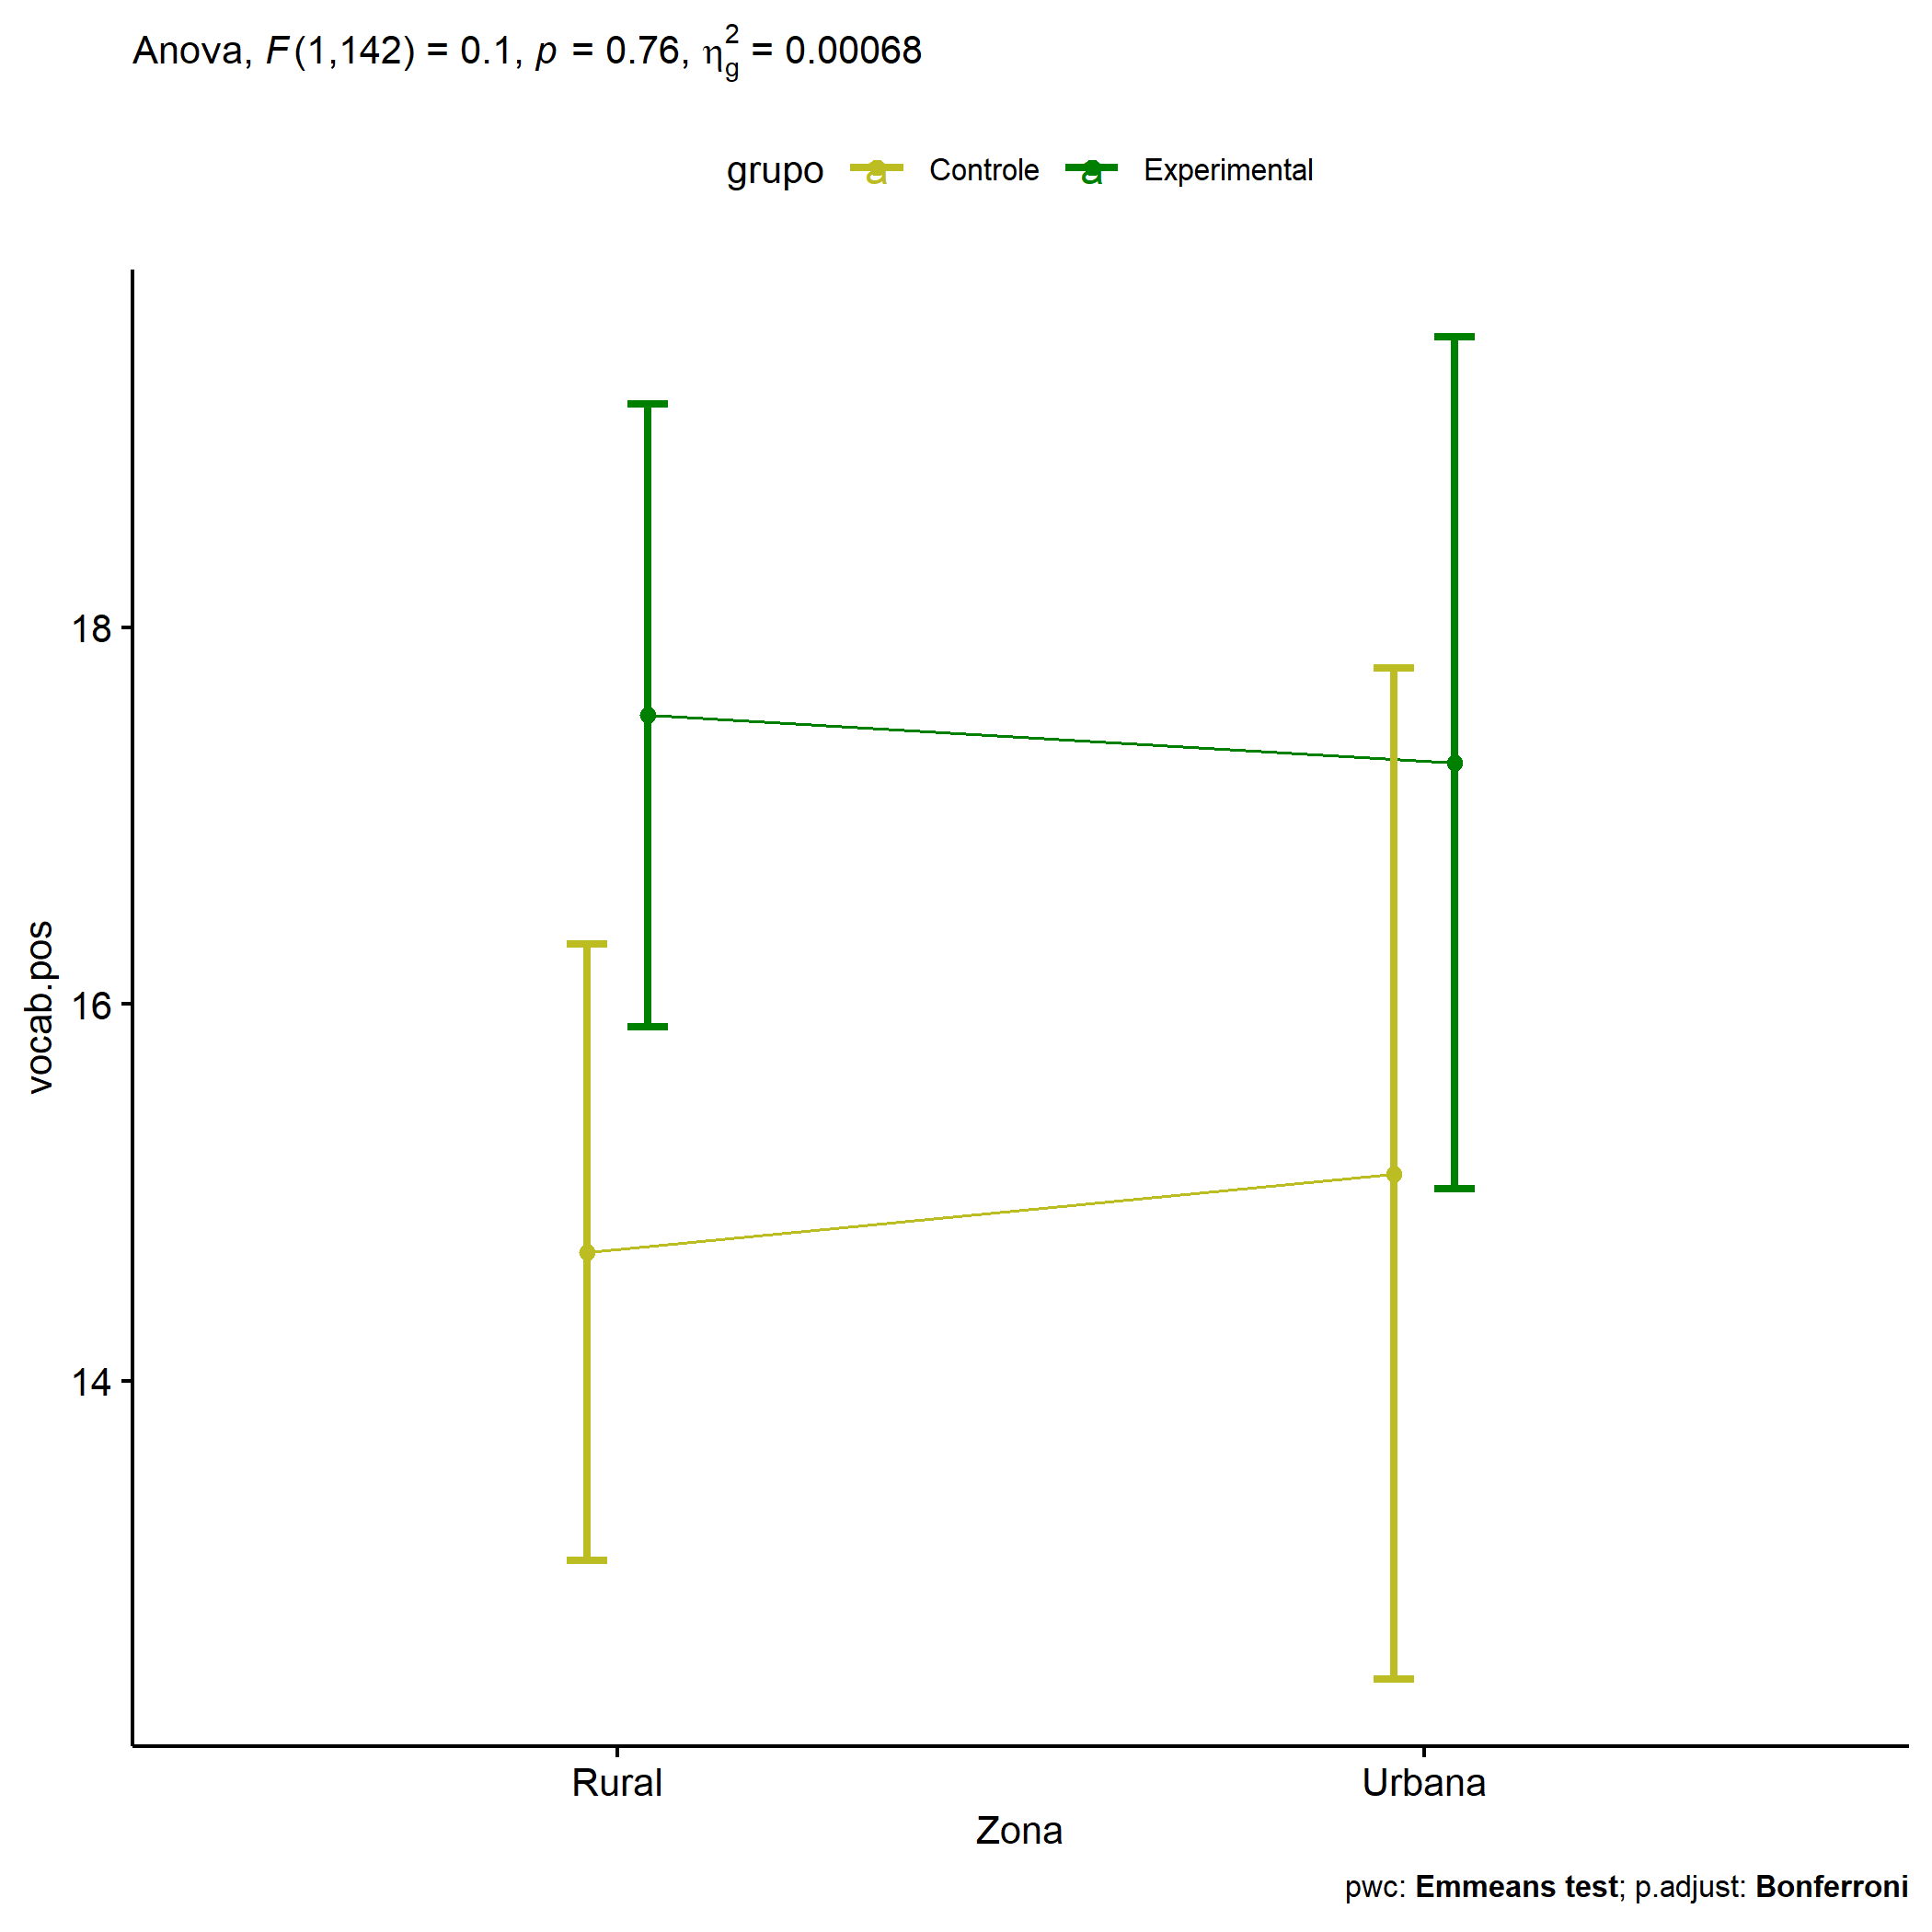 Anova, F(1,142) = 0.1, p = 0.76, η²g = 0.00068
grupo a Controle a Experimental
18
16
14
vocab.pos
Rural Urbana
Zona
pwc: Emmeans test; p.adjust: Bonferroni